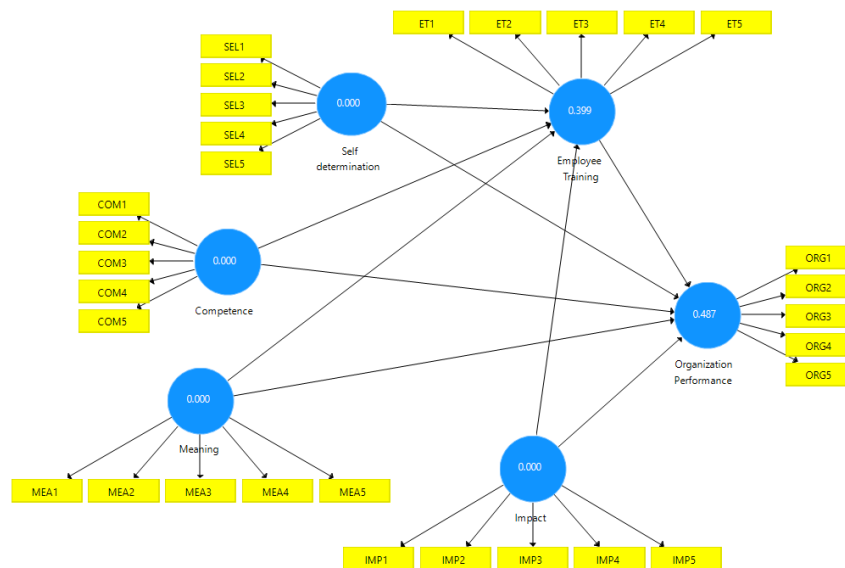 ET1
ET2
ET3
ET4
ET5
SEL1
SEL2
SEL3
SEL4
SEL5
0.000
Self
determination
0.399
Employee
Training
COM1
COM2
COM3
COM4
COM5
0.000
Competence
ORG1
ORG2
ORG3
ORG4
ORG5
0.487
Organization
Performance
0.000
Meaning
MEA1
MEA2
MEA3
MEA4
MEA5
0.000
Impact
IMP1
IMP2
IMP3
IMP4
IMP5